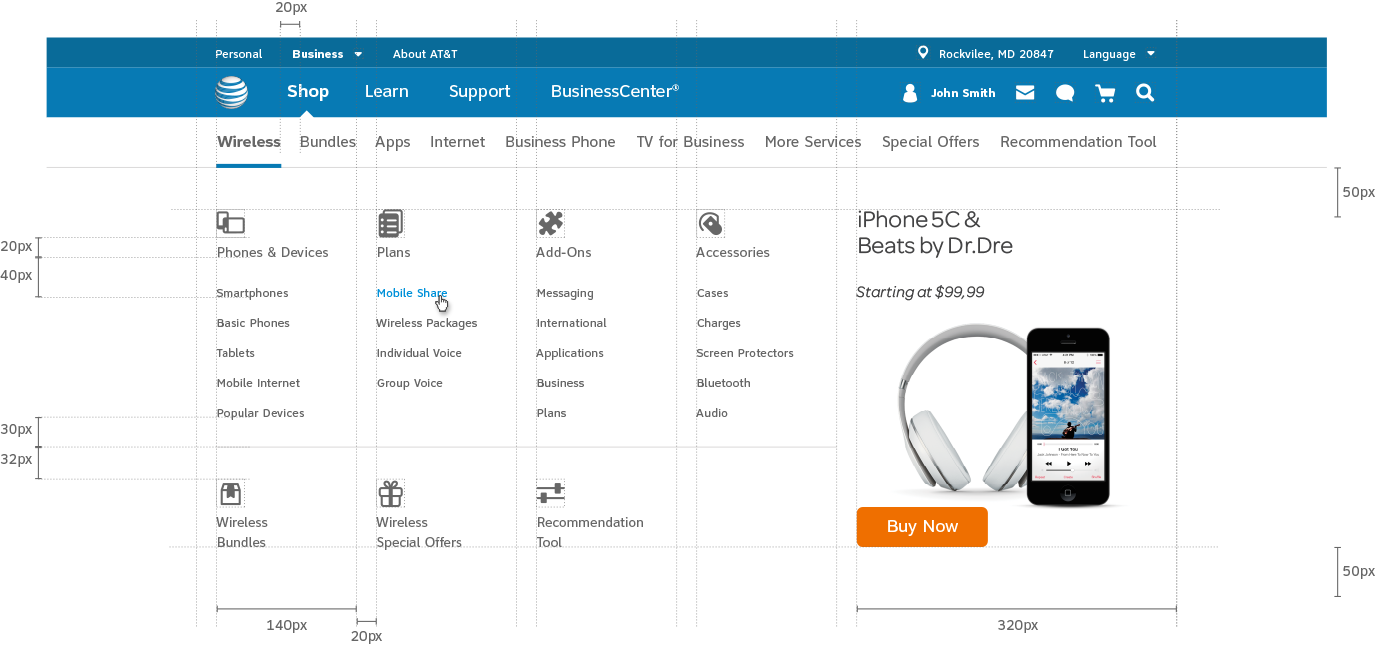 20px
Personal Business About AT&T Rockvilee, MD 20847 Language
Shop Learn Support BusinessCenter® John Smith
Wireless Bundles Apps Internet Business Phone TV for Business More Services Special Offers Recommendation Tool
50px
iPhone 5C &
Beats by Dr.Dre
20px
Phones & Devices Plans Add-Ons Accessories
40px
Starting at $99,99
Smartphones Mobile Share Messaging Cases
Basic Phones Wireless Packages International Charges
Tablets Individual Voice Applications Screen Protectors
Mobile Internet Group Voice Business Bluetooth
Popular Devices Plans Audio
30px
I Got You
32px
Wireless Wireless Recommendation
Bundles Special Offers Tool
Buy Now
50px
140px
20px
320px